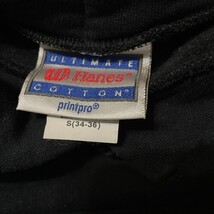 ULTIMATE
Hanes
COTTON®
printpro®
S(34-36)